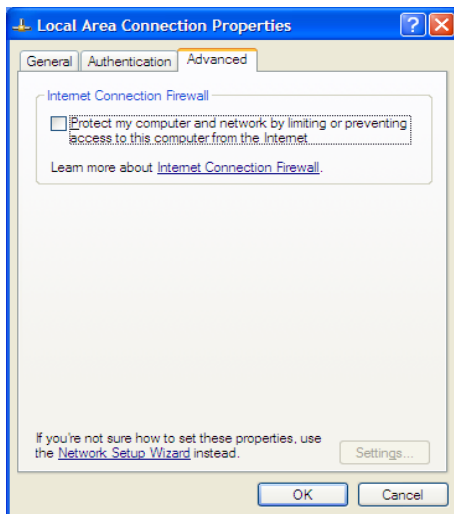 Local Area Connection Properties
General Authentication Advanced
Internet Connection Firewall
Protect my computer and network by limiting or preventing
access to this computer from the Internet
Learn more about Internet Connection Firewall.
If you're not sure how to set these properties, use
the Network Setup Wizard instead.
Settings...
OK Cancel